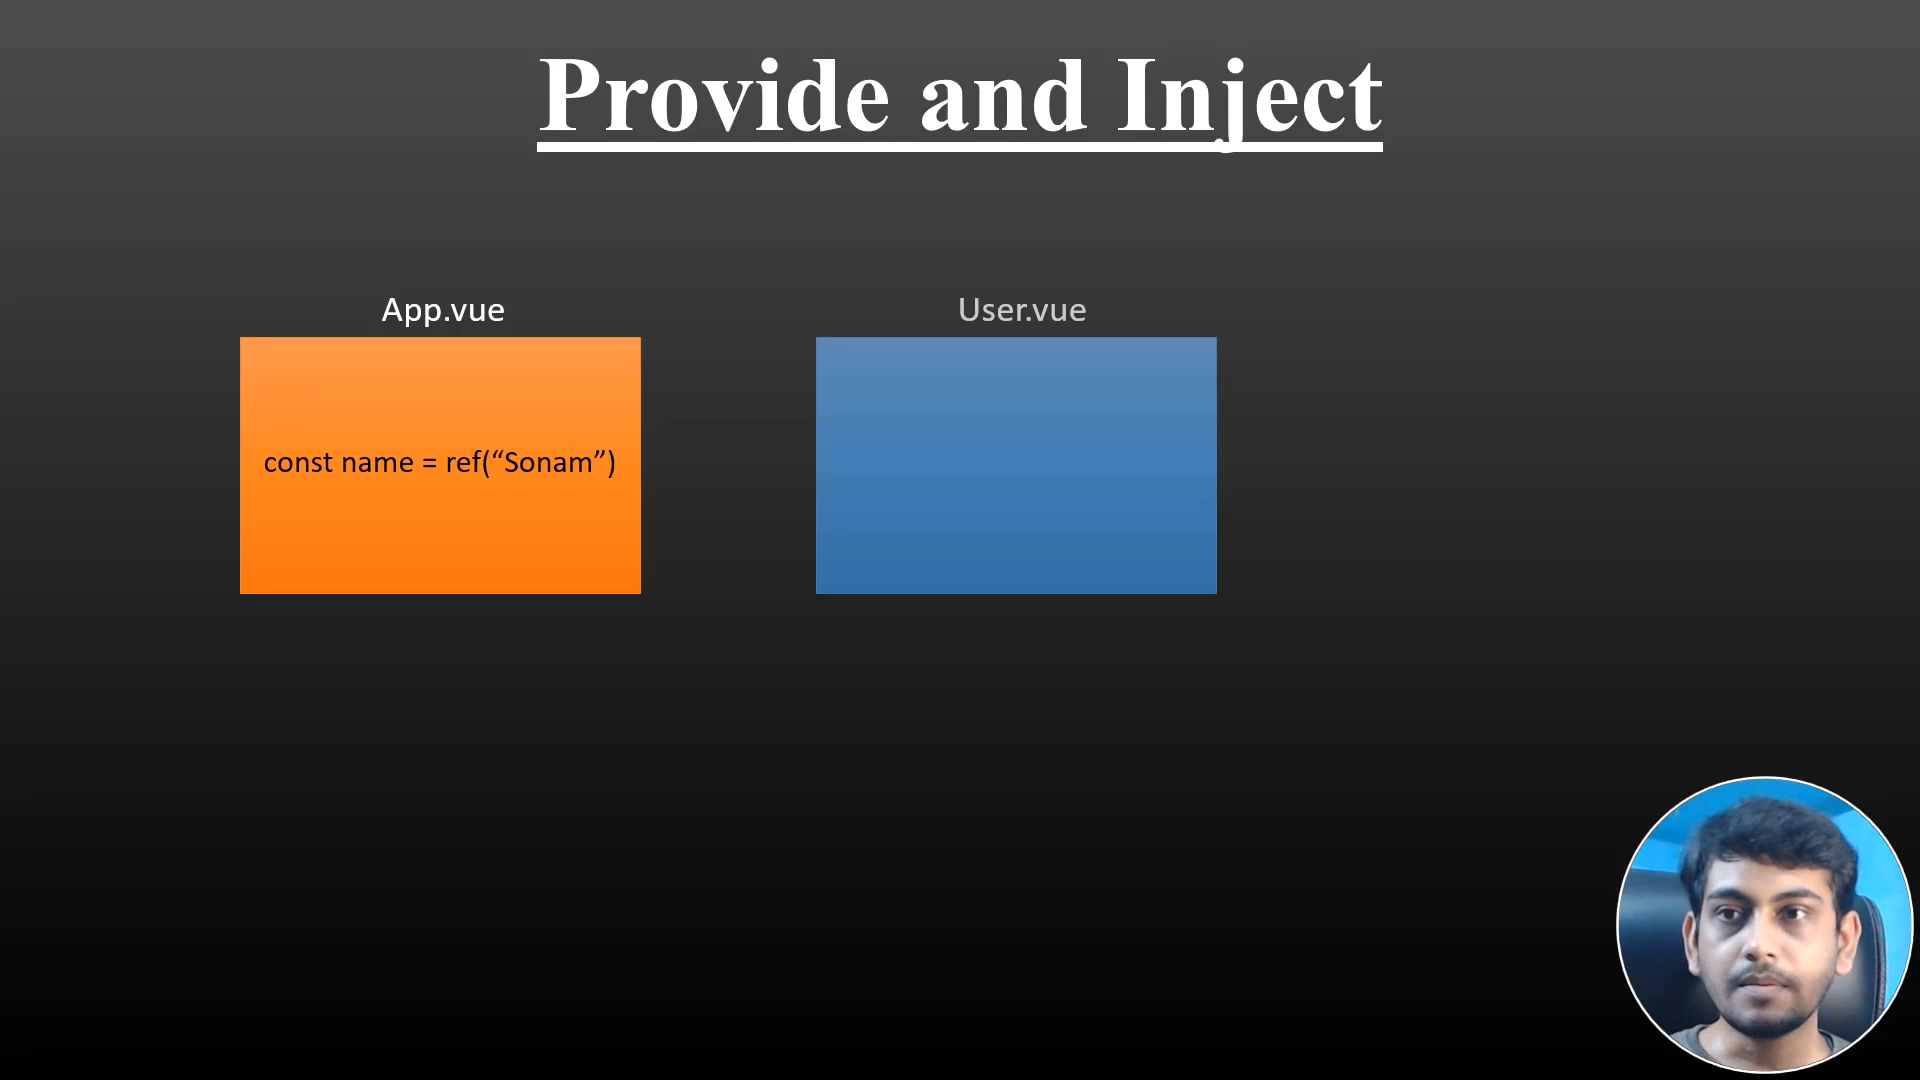 Provide and Inject
App.vue
User.vue
const name = ref(“Sonam”)